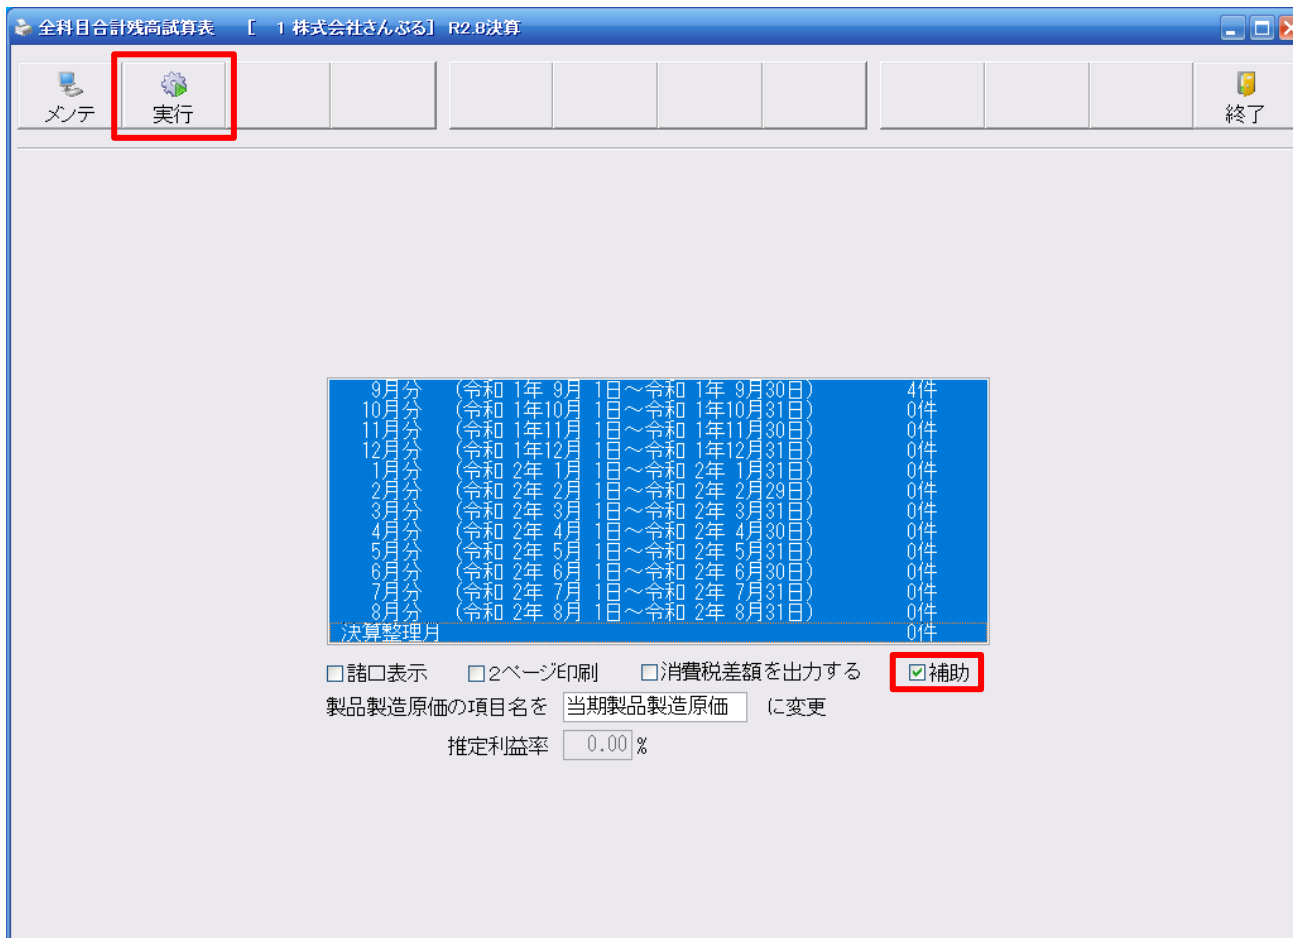 全科目合計残高試算表 [ 1 株式会社さんぷる] R2.8決算
メンテ 実行 終了
9月分 (令和 1年 9月 1日～令和 1年 9月30日) 4件
10月分 (令和 1年10月 1日～令和 1年10月31日) 0件
11月分 (令和 1年11月 1日～令和 1年11月30日) 0件
12月分 (令和 1年12月 1日～令和 1年12月31日) 0件
1月分 (令和 2年 1月 1日～令和 2年 1月31日) 0件
2月分 (令和 2年 2月 1日～令和 2年 2月29日) 0件
3月分 (令和 2年 3月 1日～令和 2年 3月31日) 0件
4月分 (令和 2年 4月 1日～令和 2年 4月30日) 0件
5月分 (令和 2年 5月 1日～令和 2年 5月31日) 0件
6月分 (令和 2年 6月 1日～令和 2年 6月30日) 0件
7月分 (令和 2年 7月 1日～令和 2年 7月31日) 0件
8月分 (令和 2年 8月 1日～令和 2年 8月31日) 0件
決算整理月 0件
諸口表示 2ページ印刷 消費税差額を出力する 補助
製品製造原価の項目名を 当期製品製造原価 に変更
推定利益率 0.00 %